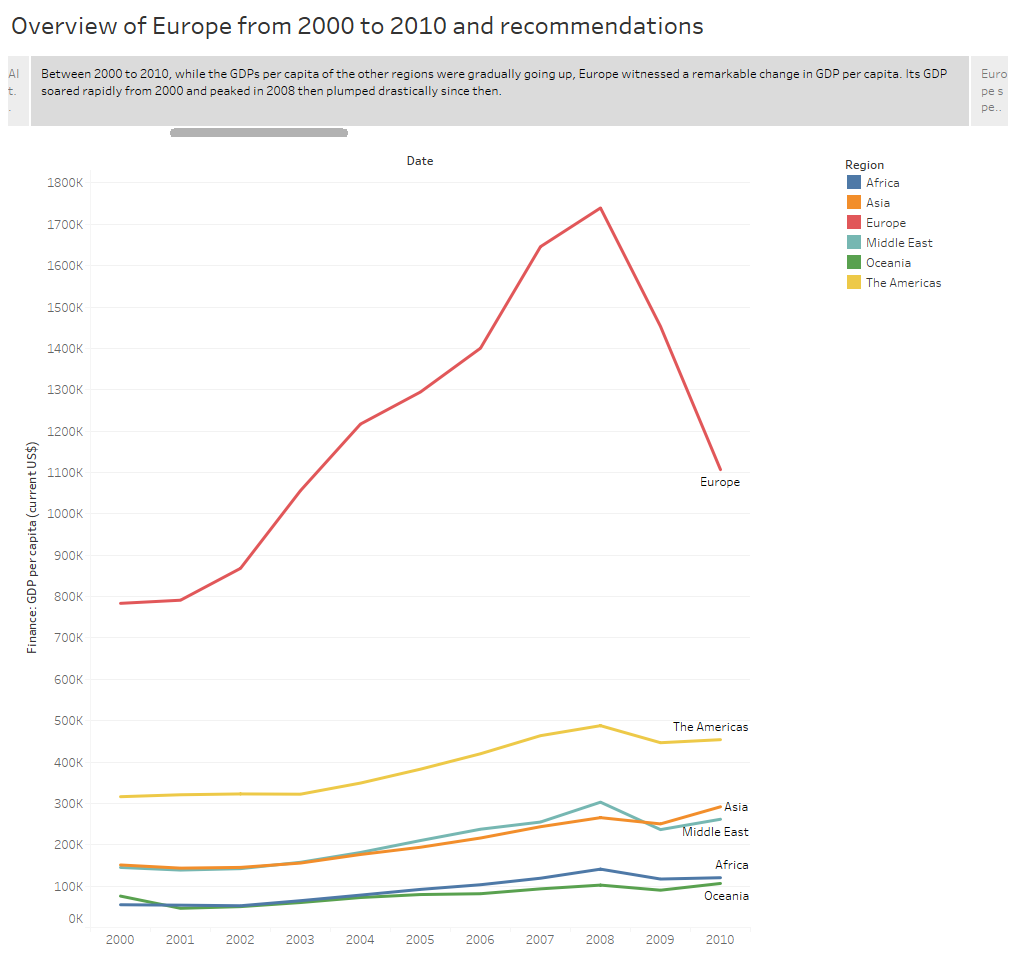 Overview of Europe from 2000 to 2010 and recommendations
Al
t.
.
Between 2000 to 2010, while the GDPs per capita of the other regions were gradually going up, Europe witnessed a remarkable change in GDP per capita. Its GDP
soared rapidly from 2000 and peaked in 2008 then plumped drastically since then.
Euro
pe s
pe..
Date
Region
Africa
Asia
Europe
Middle East
Oceania
The Americas
Finance: GDP per capita (current US$)
1800K
1700K
1600K
1500K
1400K
1300K
1200K
1100K
1000K
900K
800K
700K
600K
500K
400K
300K
200K
100K
0K
Europe
The Americas
Asia
Middle East
Africa
Oceania
2000 2001 2002 2003 2004 2005 2006 2007 2008 2009 2010